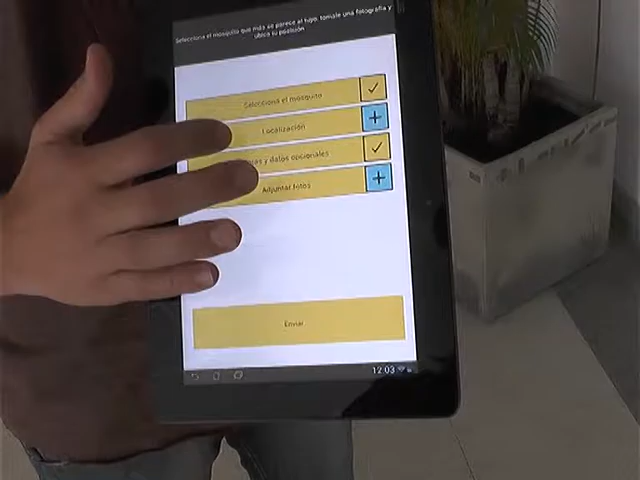 Selecciona el mosquito que más se parece al tuyo, tomale una fotografía y
ubica su posición
Selecciona el mosquito
Localización
y datos opcionales
Adjuntar fotos
Enviar
12:03